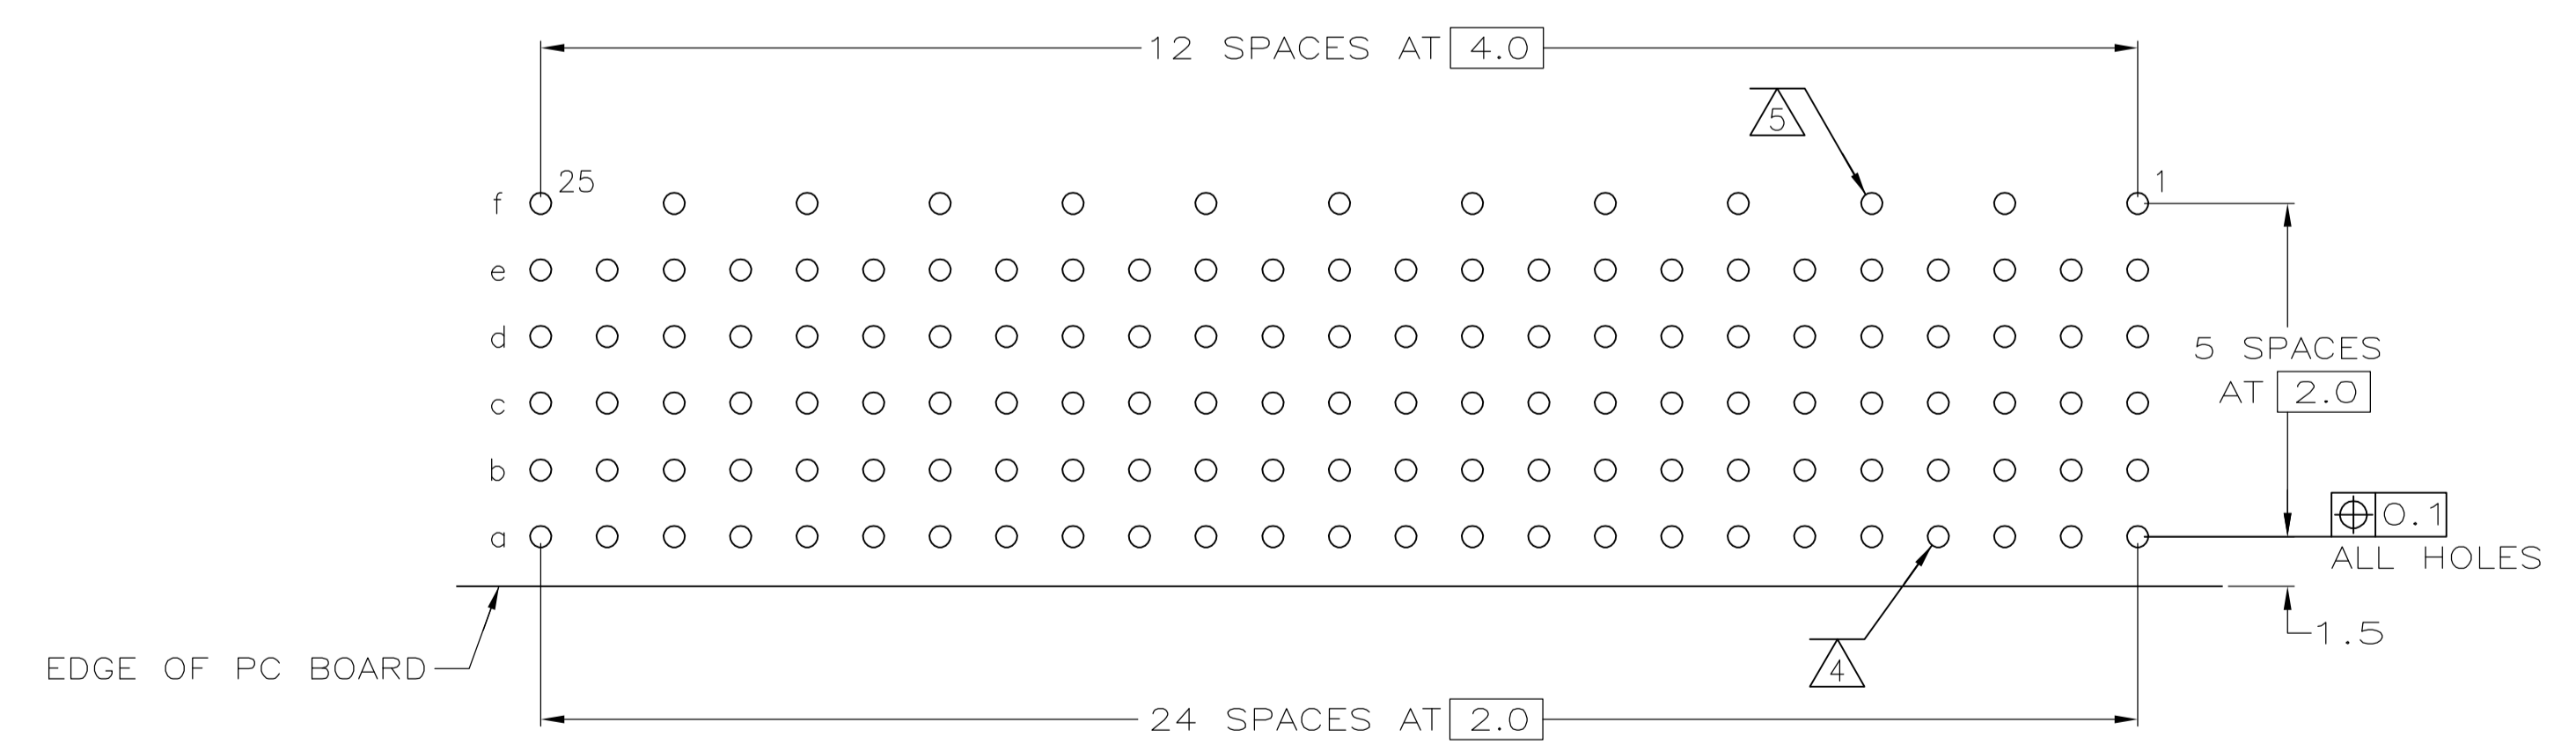 12 SPACES AT 4.0
5
25
1
f
e
d
5 SPACES
AT 2.0
c
b
0.1
a
ALL HOLES
1.5
EDGE OF PC BOARD
4
24 SPACES AT 2.0